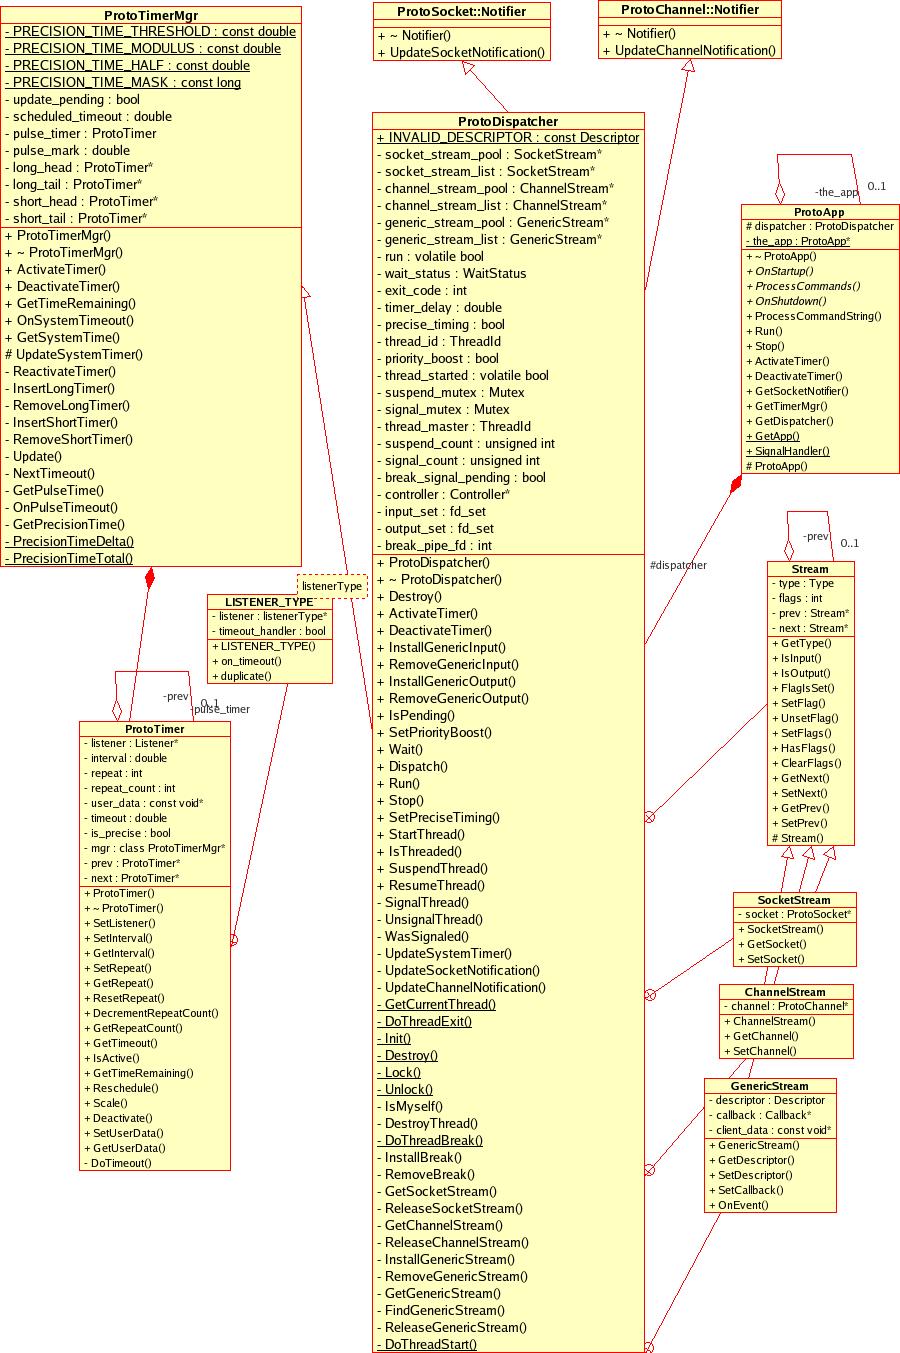 ProtoTimerMgr
- PRECISION_TIME_THRESHOLD : const double
- PRECISION_TIME_MODULUS : const double
- PRECISION_TIME_HALF : const double
- PRECISION_TIME_MASK : const long
- update_pending : bool
- scheduled_timeout : double
- pulse_timer : ProtoTimer
- pulse_mark : double
- long_head : ProtoTimer*
- long_tail : ProtoTimer*
- short_head : ProtoTimer*
- short_tail : ProtoTimer*
+ ProtoTimerMgr()
+ ~ ProtoTimerMgr()
+ ActivateTimer()
+ DeactivateTimer()
+ GetTimeRemaining()
+ OnSystemTimeout()
+ GetSystemTime()
# UpdateSystemTimer()
- ReactivateTimer()
- InsertLongTimer()
- RemoveLongTimer()
- InsertShortTimer()
- RemoveShortTimer()
- Update()
- NextTimeout()
- GetPulseTime()
- OnPulseTimeout()
- GetPrecisionTime()
- PrecisionTimeDelta()
- PrecisionTimeTotal()
ProtoSocket::Notifier
+ ~ Notifier()
+ UpdateSocketNotification()
ProtoChannel::Notifier
+ ~ Notifier()
+ UpdateChannelNotification()
ProtoDispatcher
+ INVALID_DESCRIPTOR : const Descriptor
- socket_stream_pool : SocketStream*
- socket_stream_list : SocketStream*
- channel_stream_pool : ChannelStream*
- channel_stream_list : ChannelStream*
- generic_stream_pool : GenericStream*
- generic_stream_list : GenericStream*
- run : volatile bool
- wait_status : WaitStatus
- exit_code : int
- timer_delay : double
- precise_timing : bool
- thread_id : ThreadId
- priority_boost : bool
- thread_started : volatile bool
- suspend_mutex : Mutex
- signal_mutex : Mutex
- thread_master : ThreadId
- suspend_count : unsigned int
- signal_count : unsigned int
- break_signal_pending : bool
- controller : Controller*
- input_set : fd_set
- output_set : fd_set
- break_pipe_fd : int
+ ProtoDispatcher()
+ ~ ProtoDispatcher()
+ Destroy()
+ ActivateTimer()
+ DeactivateTimer()
+ InstallGenericInput()
+ RemoveGenericInput()
+ InstallGenericOutput()
+ RemoveGenericOutput()
+ IsPending()
+ SetPriorityBoost()
+ Wait()
+ Dispatch()
+ Run()
+ Stop()
+ SetPreciseTiming()
+ StartThread()
+ IsThreaded()
+ SuspendThread()
+ ResumeThread()
- SignalThread()
- UnsignalThread()
- WasSignaled()
- UpdateSystemTimer()
- UpdateSocketNotification()
- UpdateChannelNotification()
- GetCurrentThread()
- DoThreadExit()
- Init()
- Destroy()
- Lock()
- Unlock()
- IsMyself()
- DestroyThread()
- DoThreadBreak()
- InstallBreak()
- RemoveBreak()
- GetSocketStream()
- ReleaseSocketStream()
- GetChannelStream()
- ReleaseChannelStream()
- InstallGenericStream()
- RemoveGenericStream()
- GetGenericStream()
- FindGenericStream()
- ReleaseGenericStream()
- DoThreadStart()
-the_app
0..1
ProtoApp
# dispatcher : ProtoDispatcher
- the_app : ProtoApp*
+ ~ ProtoApp()
+ OnStartup()
+ ProcessCommands()
+ OnShutdown()
+ ProcessCommandString()
+ Run()
+ Stop()
+ ActivateTimer()
+ DeactivateTimer()
+ GetSocketNotifier()
+ GetTimerMgr()
+ GetDispatcher()
+ GetApp()
+ SignalHandler()
# ProtoApp()
#dispatcher
-prev
0..1
Stream
- type : Type
- flags : int
- prev : Stream*
- next : Stream*
+ GetType()
+ IsInput()
+ IsOutput()
+ FlagIsSet()
+ SetFlag()
+ UnsetFlag()
+ SetFlags()
+ HasFlags()
+ ClearFlags()
+ GetNext()
+ SetNext()
+ GetPrev()
+ SetPrev()
# Stream()
SocketStream
- socket : ProtoSocket*
+ SocketStream()
+ GetSocket()
+ SetSocket()
ChannelStream
- channel : ProtoChannel*
+ ChannelStream()
+ GetChannel()
+ SetChannel()
GenericStream
- descriptor : Descriptor
- callback : Callback*
- client_data : const void*
+ GenericStream()
+ GetDescriptor()
+ SetDescriptor()
+ SetCallback()
+ OnEvent()
listenerType
LISTENER_TYPE
- listener : listenerType*
- timeout_handler : bool
+ LISTENER_TYPE()
+ on_timeout()
+ duplicate()
-prev
0..1
-pulse_timer
ProtoTimer
- listener : Listener*
- interval : double
- repeat : int
- repeat_count : int
- user_data : const void*
- timeout : double
- is_precise : bool
- mgr : class ProtoTimerMgr*
- prev : ProtoTimer*
- next : ProtoTimer*
+ ProtoTimer()
+ ~ ProtoTimer()
+ SetListener()
+ SetInterval()
+ GetInterval()
+ SetRepeat()
+ GetRepeat()
+ ResetRepeat()
+ DecrementRepeatCount()
+ GetRepeatCount()
+ GetTimeout()
+ IsActive()
+ GetTimeRemaining()
+ Reschedule()
+ Scale()
+ Deactivate()
+ SetUserData()
+ GetUserData()
- DoTimeout()